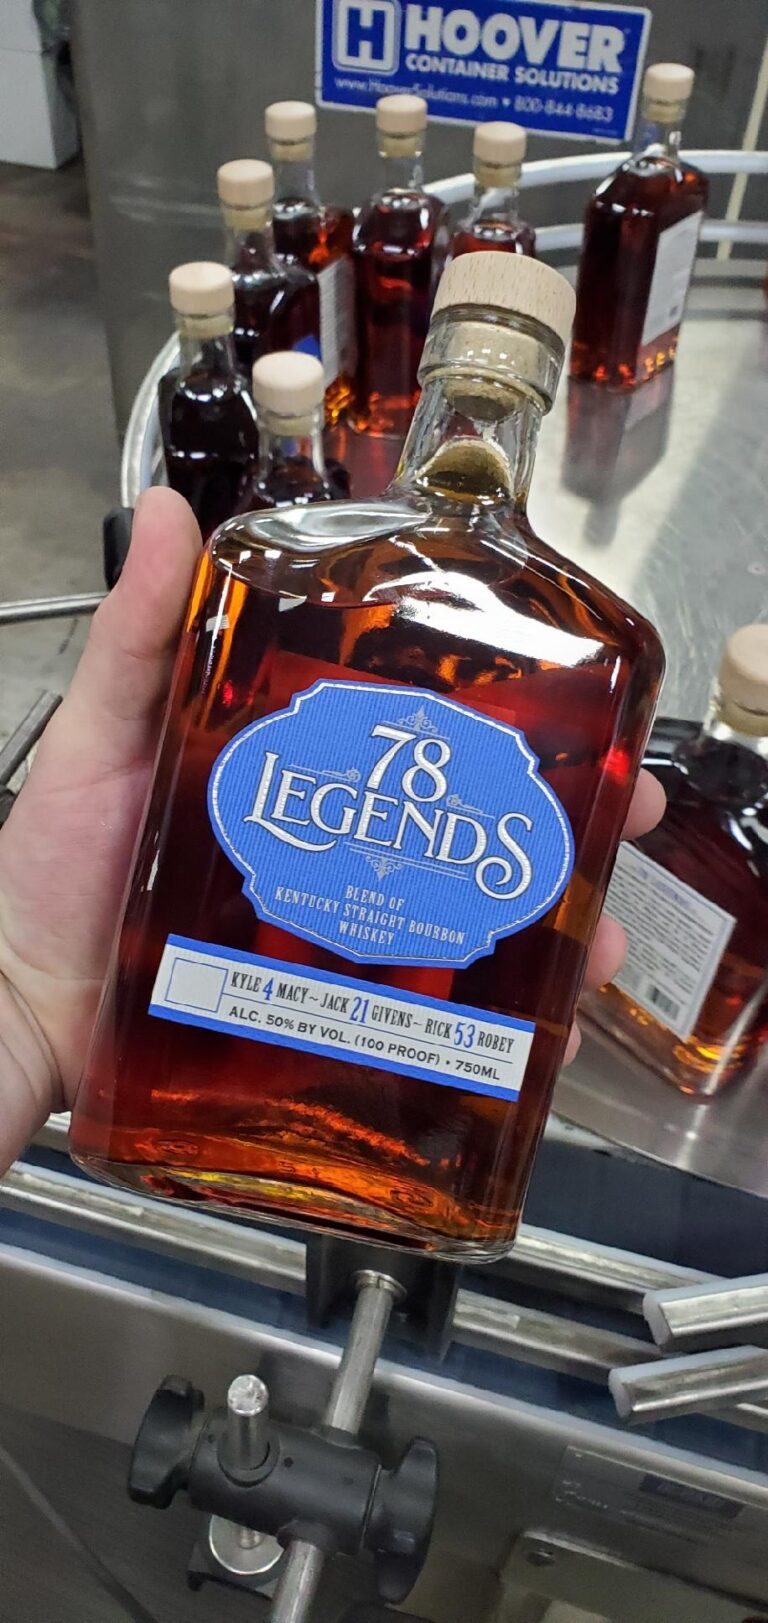 H HOOVER
CONTAINER SOLUTIONS
www.HooverSolutions.com • 800-844-8683
78
LEGENDS
BLEND OF
KENTUCKY STRAIGHT BOURBON
WHISKEY
KYLE 4 MACY ~ JACK 21 GIVENS ~ RICK 53 ROBEY
ALC. 50% BY VOL. (100 PROOF) • 750ML